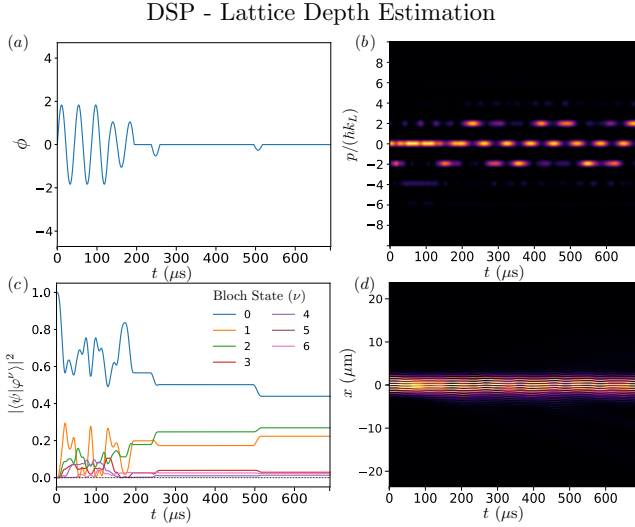 DSP - Lattice Depth Estimation
(a)
4
2
0
−2
−4
ϕ
0 100 200 300 400 500 600
t (μs)
(b)
8
6
4
2
0
−2
−4
−6
−8
p/(ħk_L)
0 100 200 300 400 500 600
t (μs)
(c)
1.0
0.8
0.6
0.4
0.2
0.0
|⟨ψ|φ^ν⟩|²
Bloch State (ν)
0 4
1 5
2 6
3
0 100 200 300 400 500 600
t (μs)
(d)
20
10
0
−10
−20
x (μm)
0 100 200 300 400 500 600
t (μs)